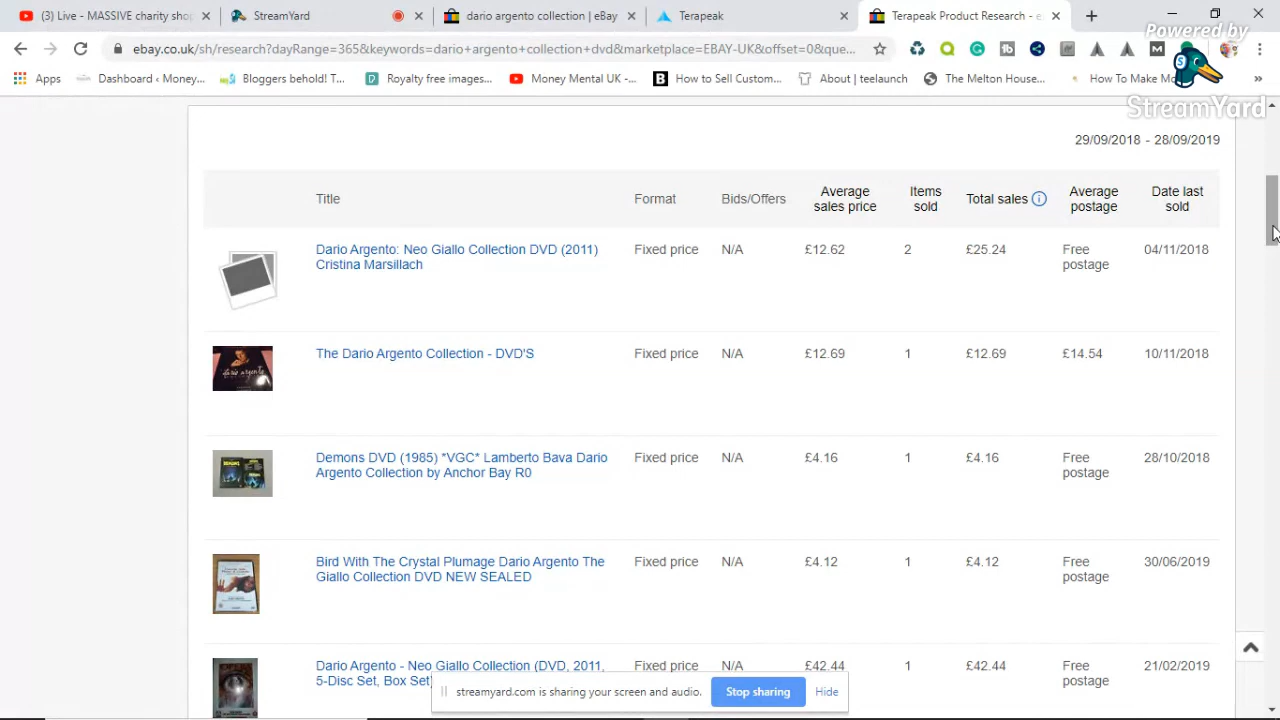 (3) Live - MASSIVE charity mo
StreamYard
dario argento collection | eBay
Terapeak
Terapeak Product Research - e
ebay.co.uk/sh/research?dayRange=365&keywords=dario+argento+collection+dvd&marketplace=EBAY-UK&offset=0&que...
Apps
Dashboard ‹ Money...
Bloggers behold! T...
Royalty free images...
Money Mental UK -...
How to Sell Custom...
About | teelaunch
The Melton House...
How To Make Mo
Powered by
StreamYard
29/09/2018 - 28/09/2019
Title Format Bids/Offers Average sales price Items sold Total sales Average postage Date last sold
Dario Argento: Neo Giallo Collection DVD (2011) Fixed price N/A £12.62 2 £25.24 Free 04/11/2018
Cristina Marsillach postage
The Dario Argento Collection - DVD'S Fixed price N/A £12.69 1 £12.69 £14.54 10/11/2018
Demons DVD (1985) *VGC* Lamberto Bava Dario Fixed price N/A £4.16 1 £4.16 Free 28/10/2018
Argento Collection by Anchor Bay R0 postage
Bird With The Crystal Plumage Dario Argento The Fixed price N/A £4.12 1 £4.12 Free 30/06/2019
Giallo Collection DVD NEW SEALED postage
Dario Argento - Neo Giallo Collection (DVD, 2011, Fixed price N/A £42.44 1 £42.44 Free 21/02/2019
5-Disc Set, Box Set) postage
streamyard.com is sharing your screen and audio. Stop sharing Hide